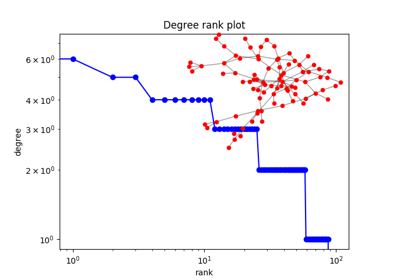 Degree rank plot
degree
6 × 10⁰
4 × 10⁰
3 × 10⁰
2 × 10⁰
10⁰
10⁰
10¹
10²
rank